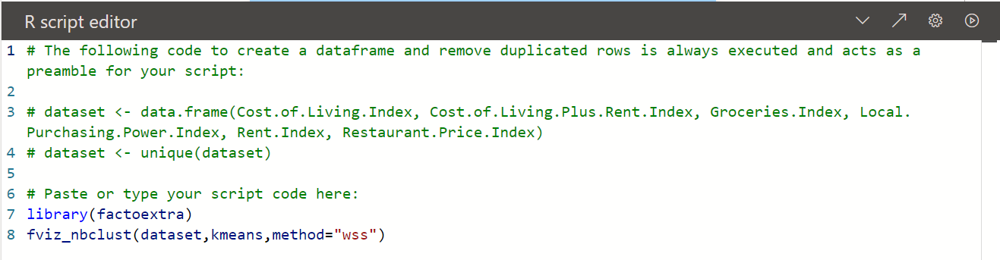 R script editor
1 # The following code to create a dataframe and remove duplicated rows is always executed and acts as a
preamble for your script:
2
3 # dataset <- data.frame(Cost.of.Living.Index, Cost.of.Living.Plus.Rent.Index, Groceries.Index, Local.
Purchasing.Power.Index, Rent.Index, Restaurant.Price.Index)
4 # dataset <- unique(dataset)
5
6 # Paste or type your script code here:
7 library(factoextra)
8 fviz_nbclust(dataset,kmeans,method="wss")